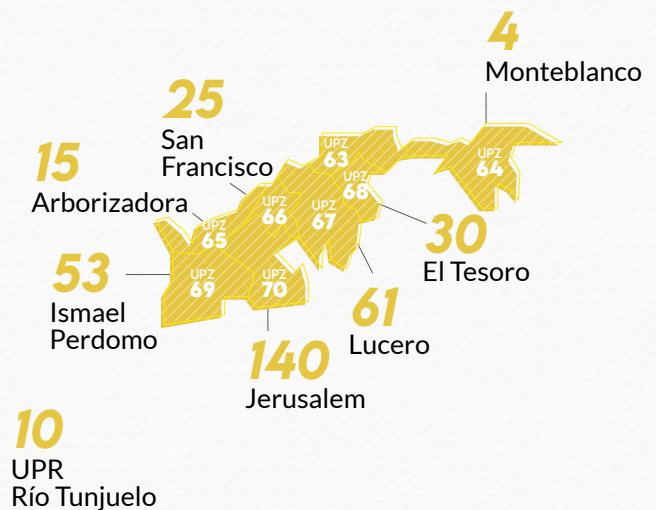 4
Monteblanco
25
San
Francisco
15
Arborizadora
UPZ
63
UPZ
64
UPZ
68
UPZ
66
UPZ
67
UPZ
65
30
El Tesoro
53
Ismael
Perdomo
UPZ
69
UPZ
70
61
Lucero
140
Jerusalem
10
UPR
Río Tunjuelo